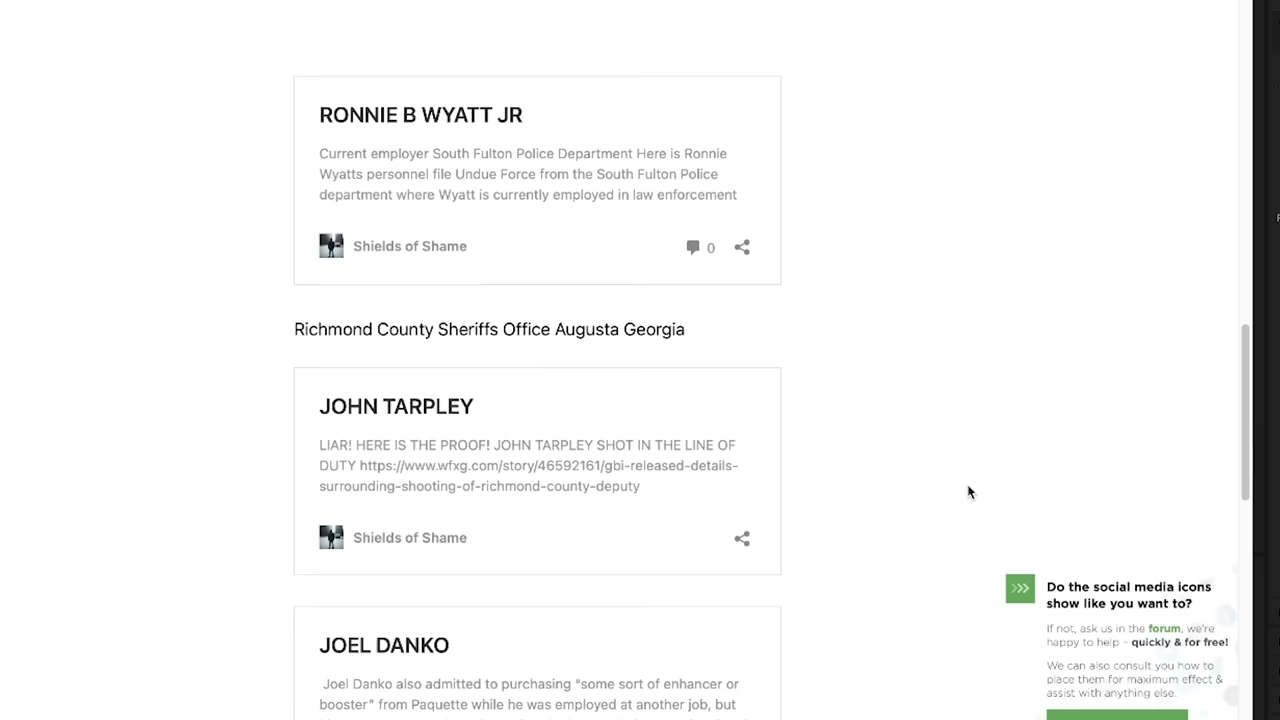 RONNIE B WYATT JR
Current employer South Fulton Police Department Here is Ronnie
Wyatts personnel file Undue Force from the South Fulton Police
department where Wyatt is currently employed in law enforcement
Shields of Shame
0
Richmond County Sheriffs Office Augusta Georgia
JOHN TARPLEY
LIAR! HERE IS THE PROOF! JOHN TARPLEY SHOT IN THE LINE OF
DUTY https://www.wfxg.com/story/46592161/gbi-released-details-
surrounding-shooting-of-richmond-county-deputy
Shields of Shame
JOEL DANKO
Joel Danko also admitted to purchasing “some sort of enhancer or
booster” from Paquette while he was employed at another job, but
Do the social media icons
show like you want to?
If not, ask us in the forum, we're
happy to help – quickly & for free!
We can also consult you how to
place them for maximum effect &
assist with anything else.